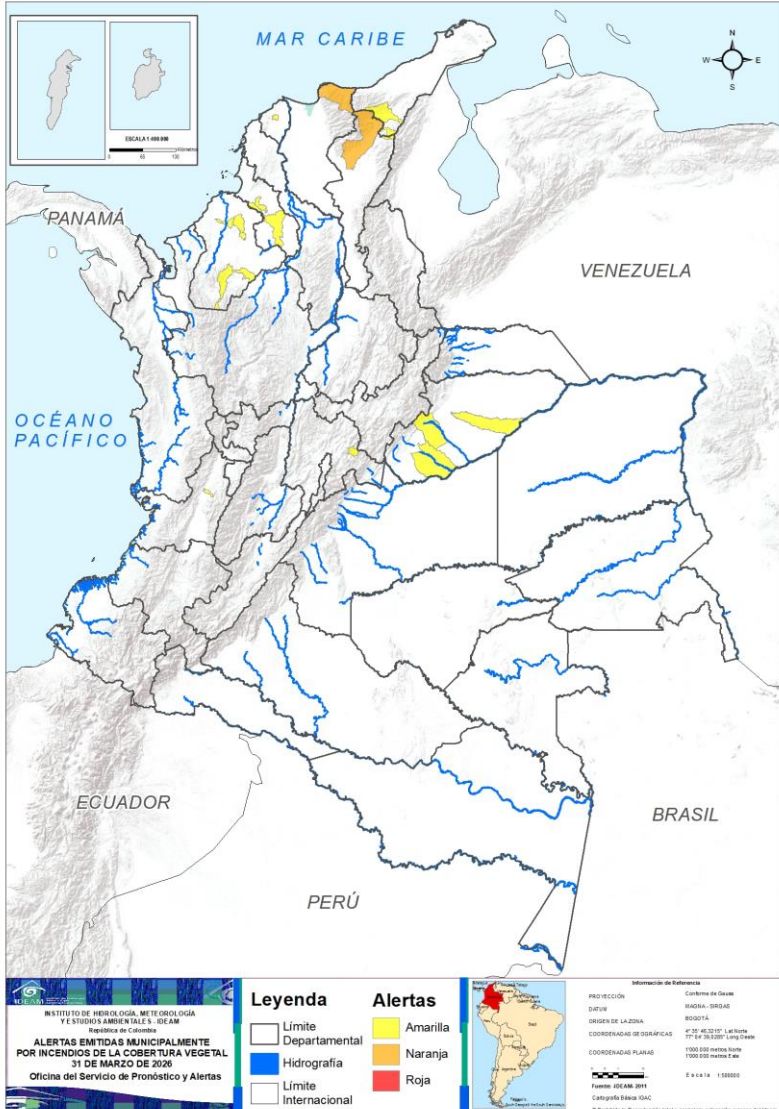 MAR CARIBE
N
W E
S
ESCALA 1:400.000
PANAMÁ
VENEZUELA
OCÉANO
PACÍFICO
ECUADOR
BRASIL
PERÚ
IDEAM
INSTITUTO DE HIDROLOGÍA, METEOROLOGÍA
Y ESTUDIOS AMBIENTALES - IDEAM
República de Colombia
ALERTAS EMITIDAS MUNICIPALMENTE
POR INCENDIOS DE LA COBERTURA VEGETAL
31 DE MARZO DE 2026
Oficina del Servicio de Pronóstico y Alertas
Leyenda
Límite
Departamental
Hidrografía
Límite
Internacional
Alertas
Amarilla
Naranja
Roja
Información de Referencia
PROYECCIÓN Conforme de Gauss
DATUM MAGNA - SIRGAS
ORIGEN DE LA ZONA BOGOTÁ
COORDENADAS GEOGRÁFICAS
COORDENADAS PLANAS 1'000.000 metros Norte
1'000.000 metros Este
Escala 1:500000
Fuente: IDEAM- 2011
Cartografía Básica IGAC